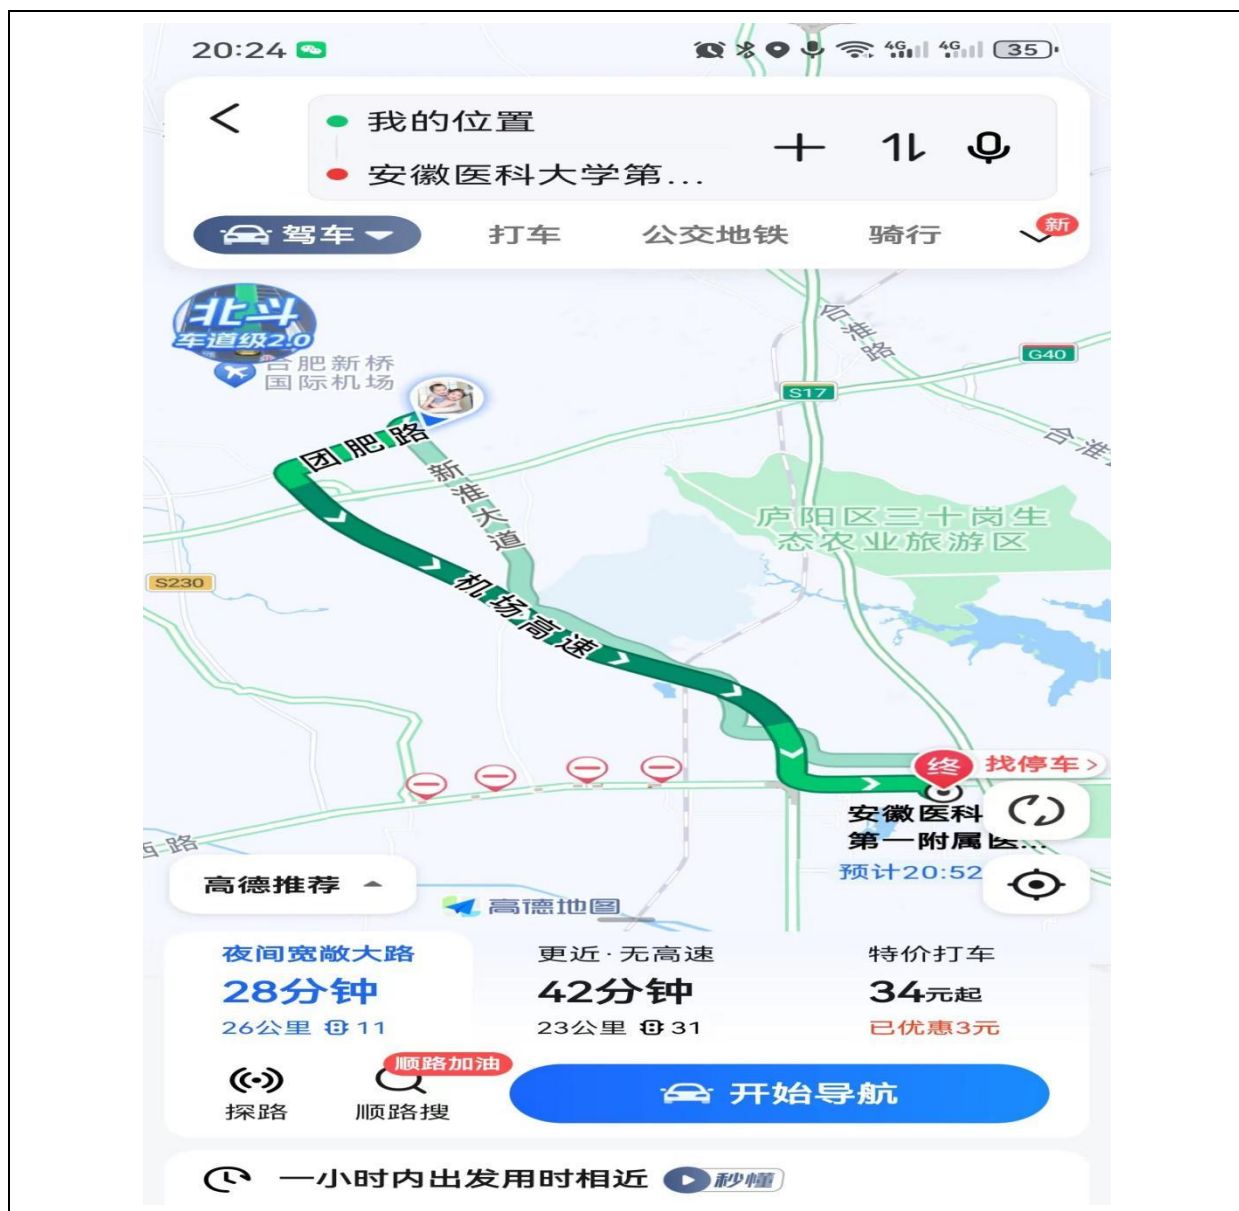 20:24
4G 4G 35
我的位置
安徽医科大学第...
驾车 打车 公交地铁 骑行 新
北斗
车道级2.0
合肥新桥
国际机场
合淮路
G40
S17
团肥路
合淮
新淮大道
庐阳区三十岗生
态农业旅游区
S230
机场高速
终 找停车>
安徽医科
第一附属医...
西路
预计20:52
高德推荐
高德地图
夜间宽敞大路 更近·无高速 特价打车
28分钟 42分钟 34元起
26公里 11 23公里 31 已优惠3元
顺路加油
探路 顺路搜 开始导航
一小时内出发用时相近 秒懂